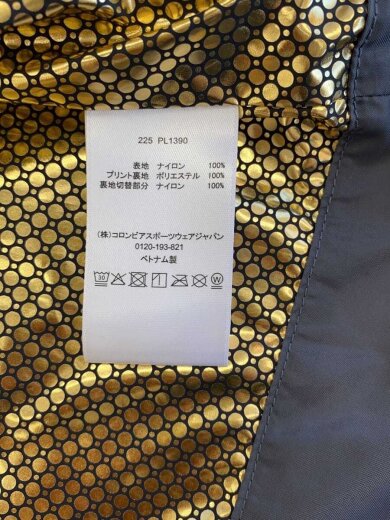 225 PL1390
表地 ナイロン 100%
プリント裏地 ポリエステル 100%
裏地切替部分 ナイロン 100%
(株)コロンビアスポーツウェアジャパン
0120-193-821
ベトナム製
30 W